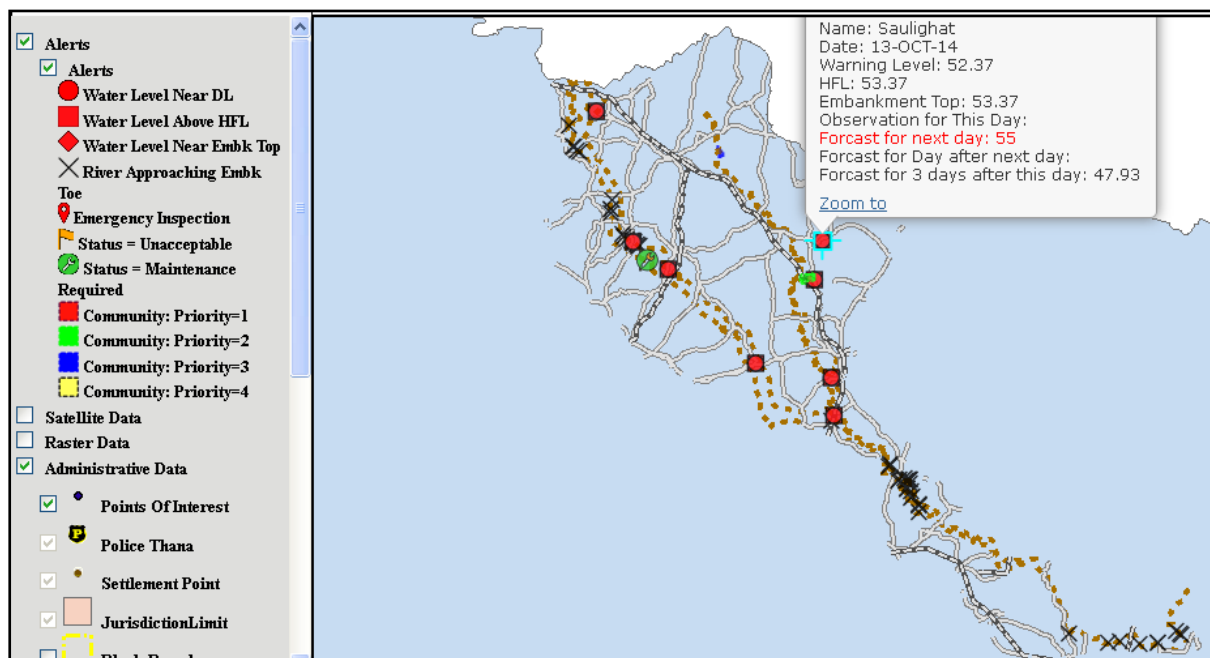 Alerts
Alerts
Water Level Near DL
Water Level Above HFL
Water Level Near Embk Top
River Approaching Embk
Toe
Emergency Inspection
Status = Unacceptable
Status = Maintenance
Required
Community: Priority=1
Community: Priority=2
Community: Priority=3
Community: Priority=4
Satellite Data
Raster Data
Administrative Data
Points Of Interest
P
Police Thana
Settlement Point
JurisdictionLimit
Name: Saulighat
Date: 13-OCT-14
Warning Level: 52.37
HFL: 53.37
Embankment Top: 53.37
Observation for This Day:
Forcast for next day: 55
Forcast for Day after next day:
Forcast for 3 days after this day: 47.93
Zoom to